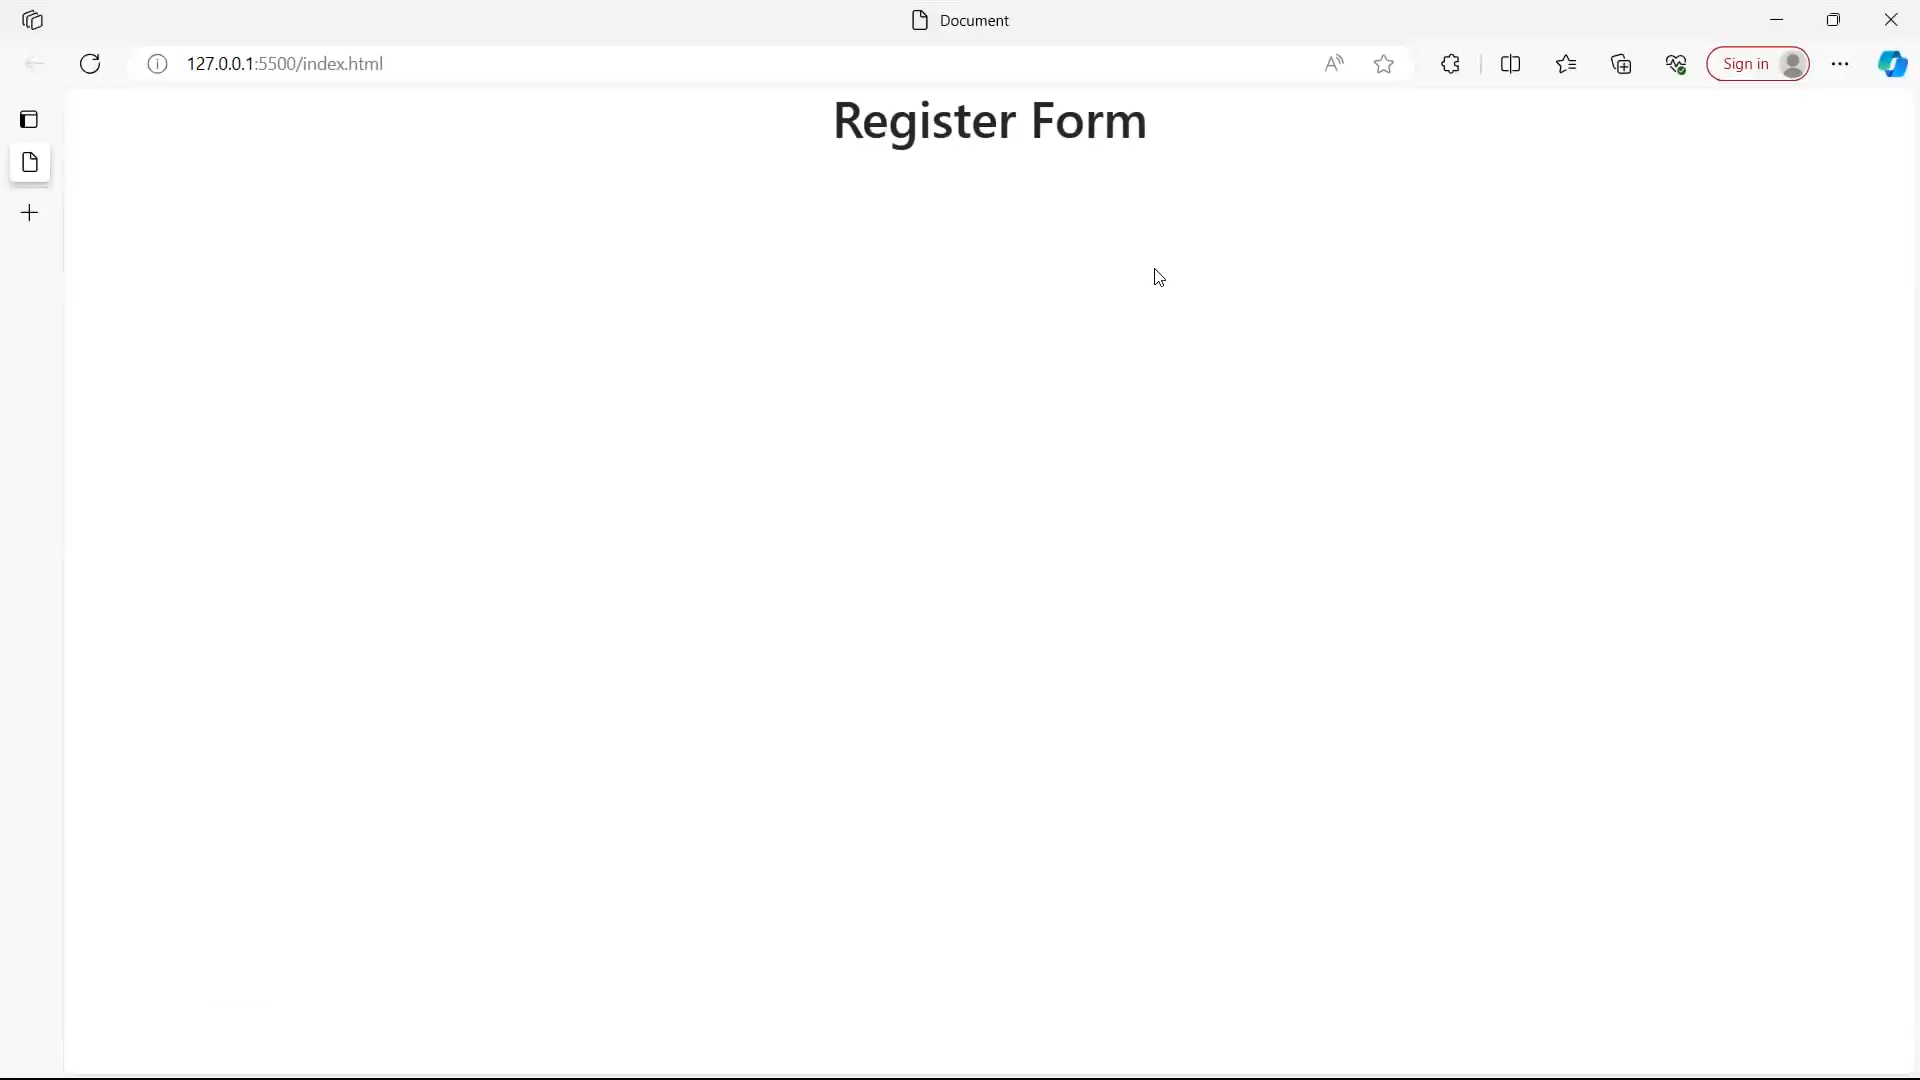 Document
127.0.0.1:5500/index.html
Sign in
Register Form